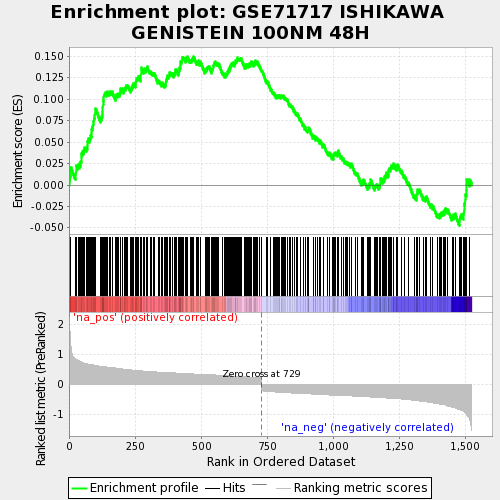 Enrichment plot: GSE71717 ISHIKAWA
GENISTEIN 100NM 48H
Enrichment score (ES)
0.150
0.125
0.100
0.075
0.050
0.025
0.000
-0.025
-0.050
'na_pos' (positively correlated)
Ranked list metric (PreRanked)
2
1
0
-1
Zero cross at 729
'na_neg' (negatively correlated)
0
250
500
750
1,000
1,250
1,500
Rank in Ordered Dataset
Enrichment profile
Hits
Ranking metric scores